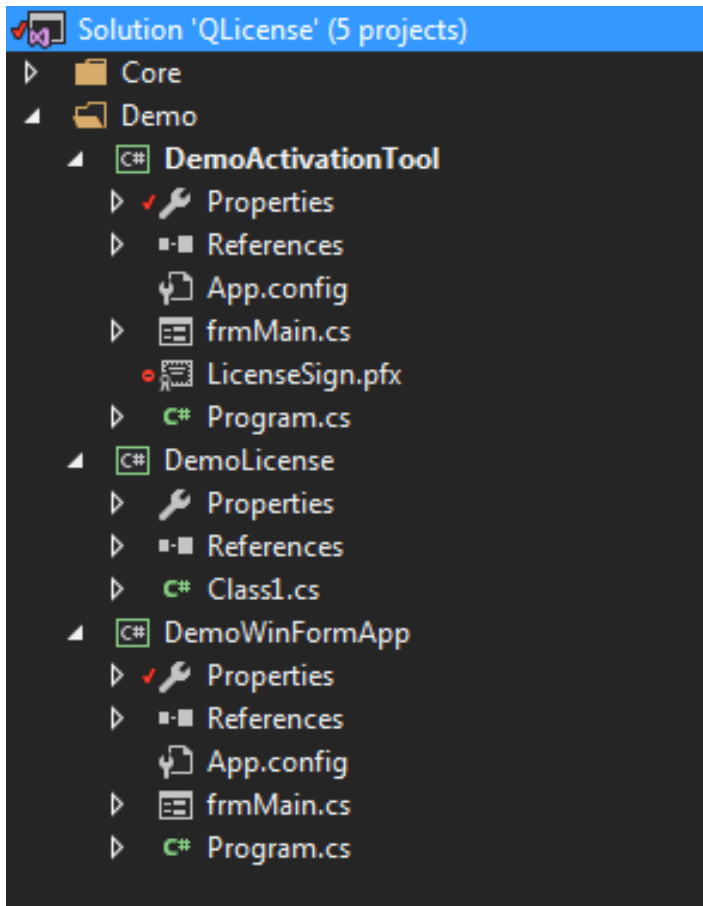 Solution 'QLicense' (5 projects)
Core
Demo
C# DemoActivationTool
Properties
References
App.config
frmMain.cs
LicenseSign.pfx
C# Program.cs
C# DemoLicense
Properties
References
C# Class1.cs
C# DemoWinFormApp
Properties
References
App.config
frmMain.cs
C# Program.cs